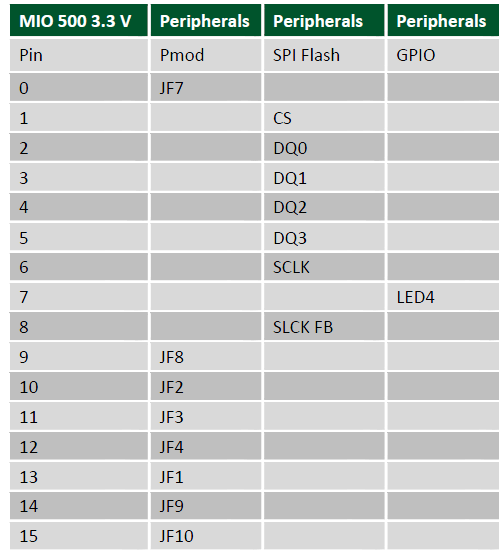 MIO 500 3.3 V Peripherals Peripherals Peripherals
Pin Pmod SPI Flash GPIO
0 JF7
1 CS
2 DQ0
3 DQ1
4 DQ2
5 DQ3
6 SCLK
7 LED4
8 SLCK FB
9 JF8
10 JF2
11 JF3
12 JF4
13 JF1
14 JF9
15 JF10